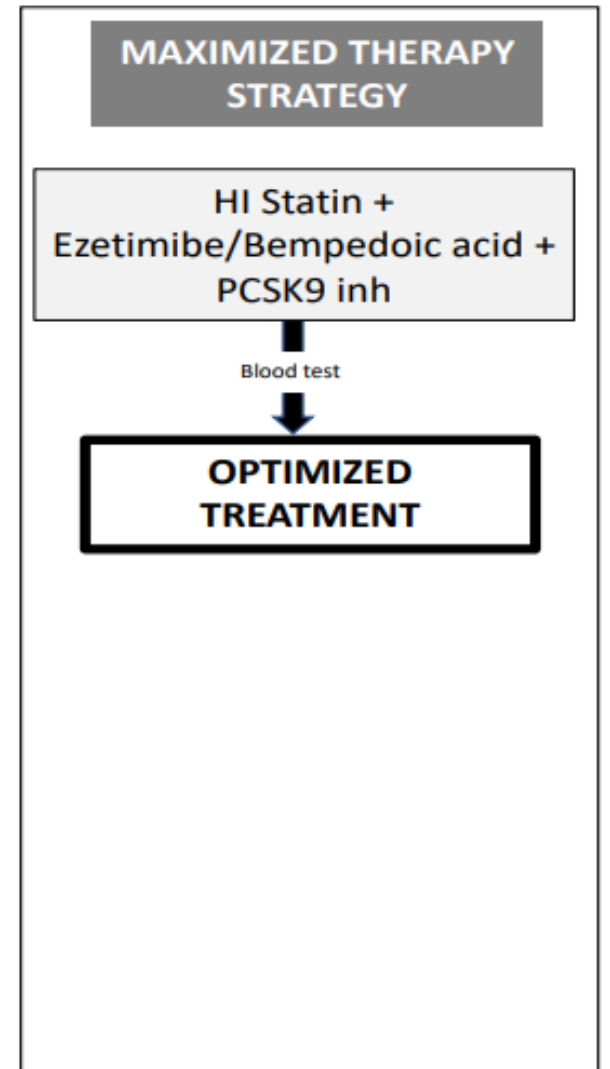 MAXIMIZED THERAPY
STRATEGY
HI Statin +
Ezetimibe/Bempedoic acid +
PCSK9 inh
Blood test
OPTIMIZED
TREATMENT